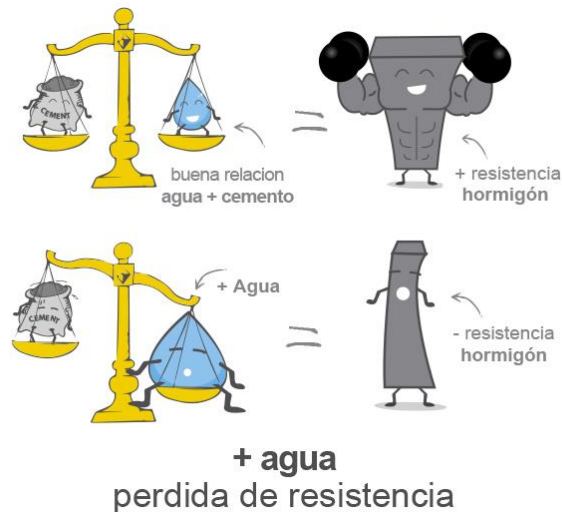 CEMENT
buena relacion
agua + cemento
+ resistencia
hormigón
+ Agua
CEMENT
- resistencia
hormigón
+ agua
perdida de resistencia